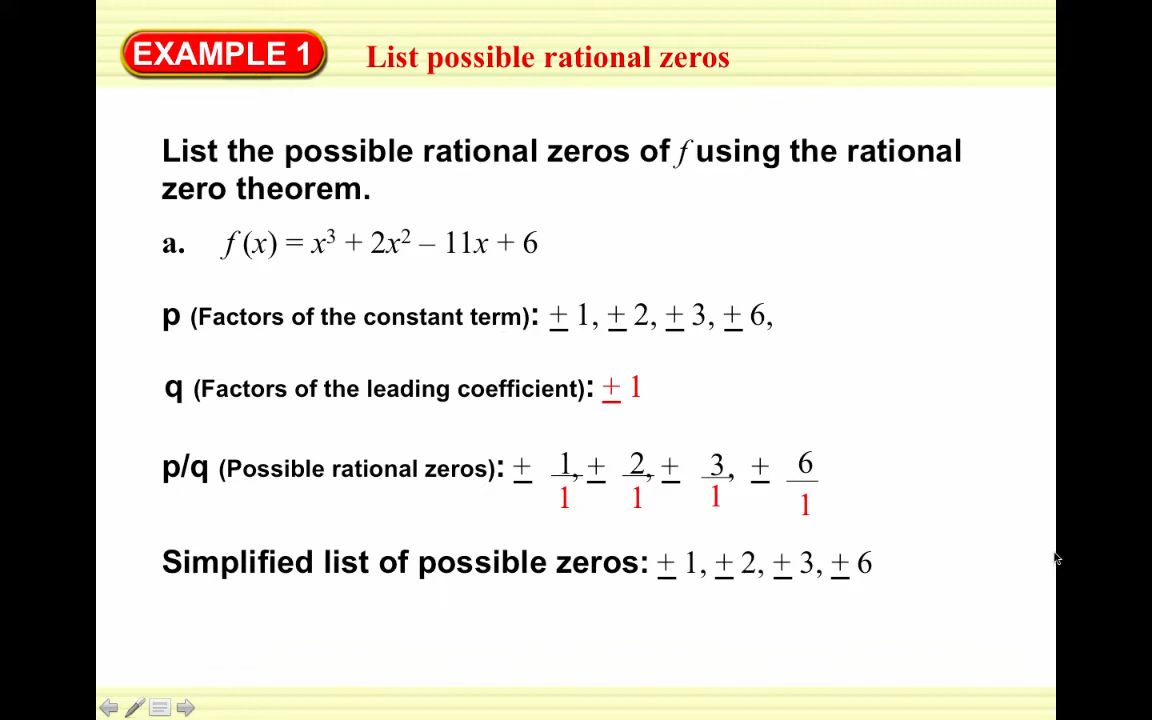 EXAMPLE 1 List possible rational zeros
List the possible rational zeros of f using the rational
zero theorem.
a. f (x) = x³ + 2x² – 11x + 6
p (Factors of the constant term): ± 1, ± 2, ± 3, ± 6,
q (Factors of the leading coefficient): ± 1
p/q (Possible rational zeros): ± 1, ± 2, ± 3, ± 6
1 1 1 1
Simplified list of possible zeros: ± 1, ± 2, ± 3, ± 6